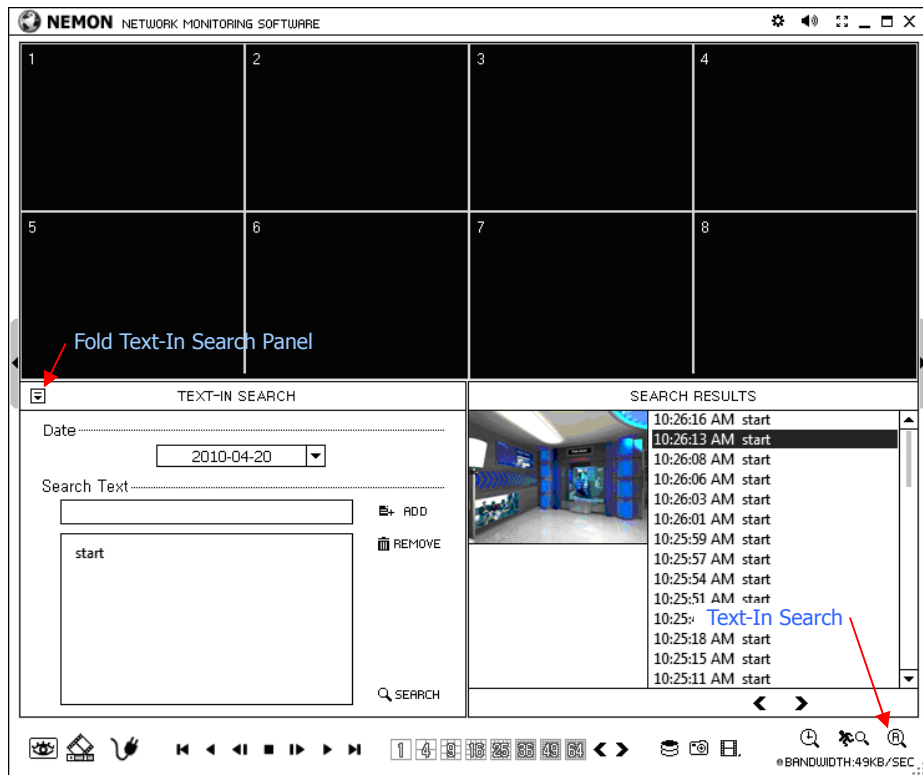 NEMON NETWORK MONITORING SOFTWARE
1 2 3 4
5 6 7 8
Fold Text-In Search Panel
TEXT-IN SEARCH
Date
2010-04-20
Search Text
ADD
start
REMOVE
SEARCH
SEARCH RESULTS
10:26:16 AM start
10:26:13 AM start
10:26:08 AM start
10:26:06 AM start
10:26:03 AM start
10:26:01 AM start
10:25:59 AM start
10:25:57 AM start
10:25:54 AM start
10:25:51 AM start
10:25:
Text-In Search
10:25:18 AM start
10:25:15 AM start
10:25:11 AM start
1 4 9 16 25 36 49 64
BANDWIDTH:49KB/SEC